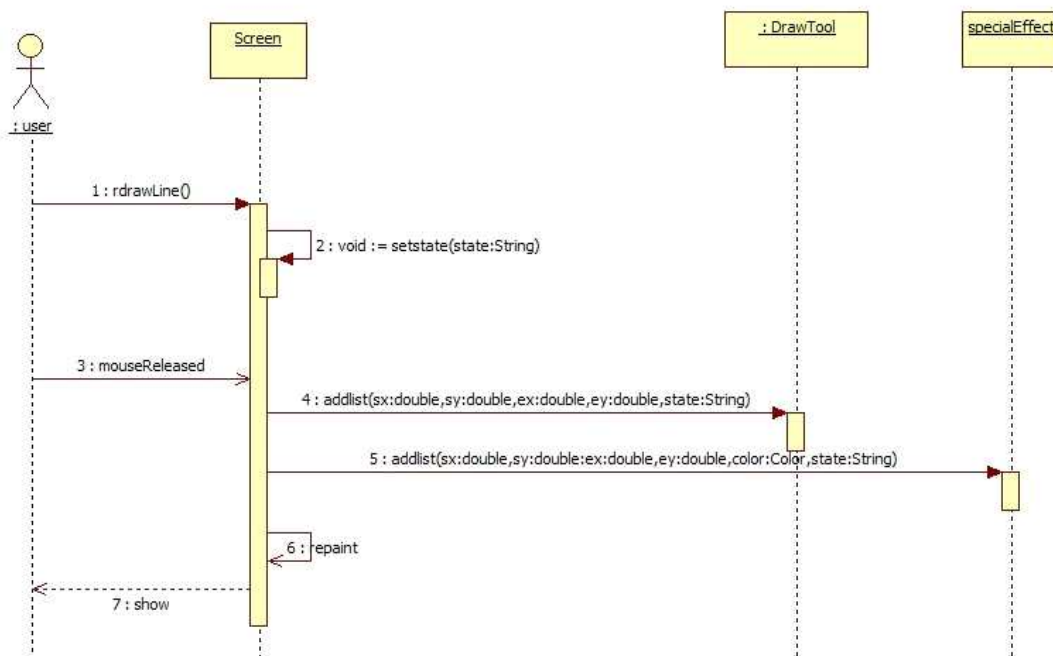 Screen
: DrawTool
specialEffect
: user
1 : rdrawLine()
2 : void := setstate(state:String)
3 : mouseReleased
4 : addlist(sx:double,sy:double,ex:double,ey:double,state:String)
5 : addlist(sx:double,sy:double:ex:double,ey:double,color:Color,state:String)
6 : repaint
7 : show